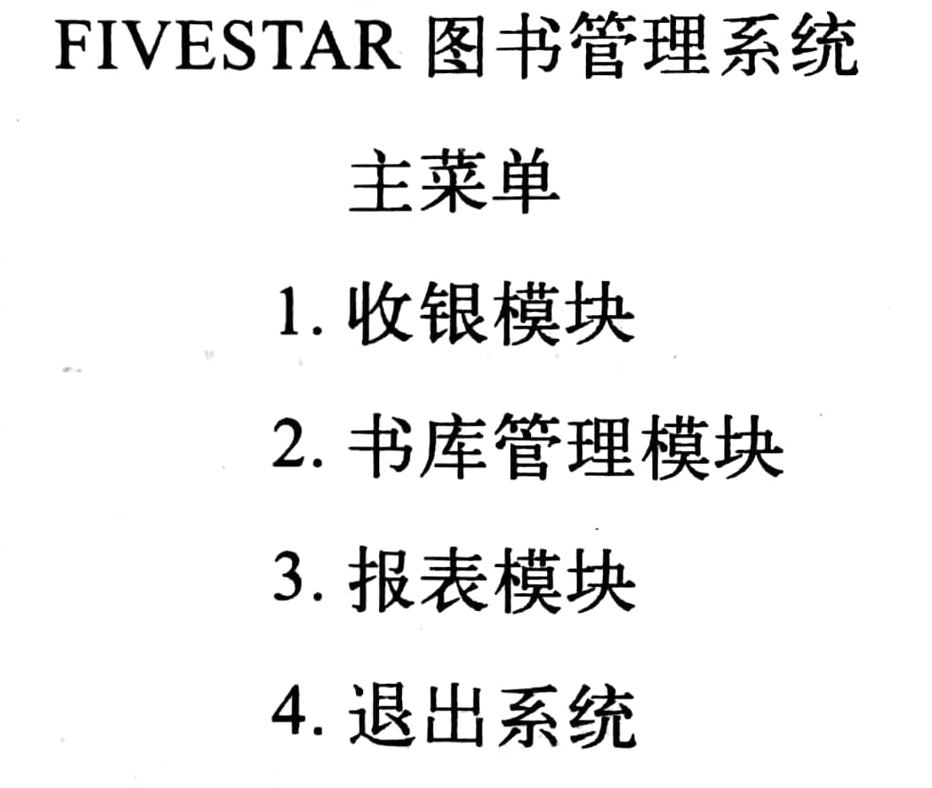 FIVESTAR 图书管理系统
主菜单
1. 收银模块
2. 书库管理模块
3. 报表模块
4. 退出系统